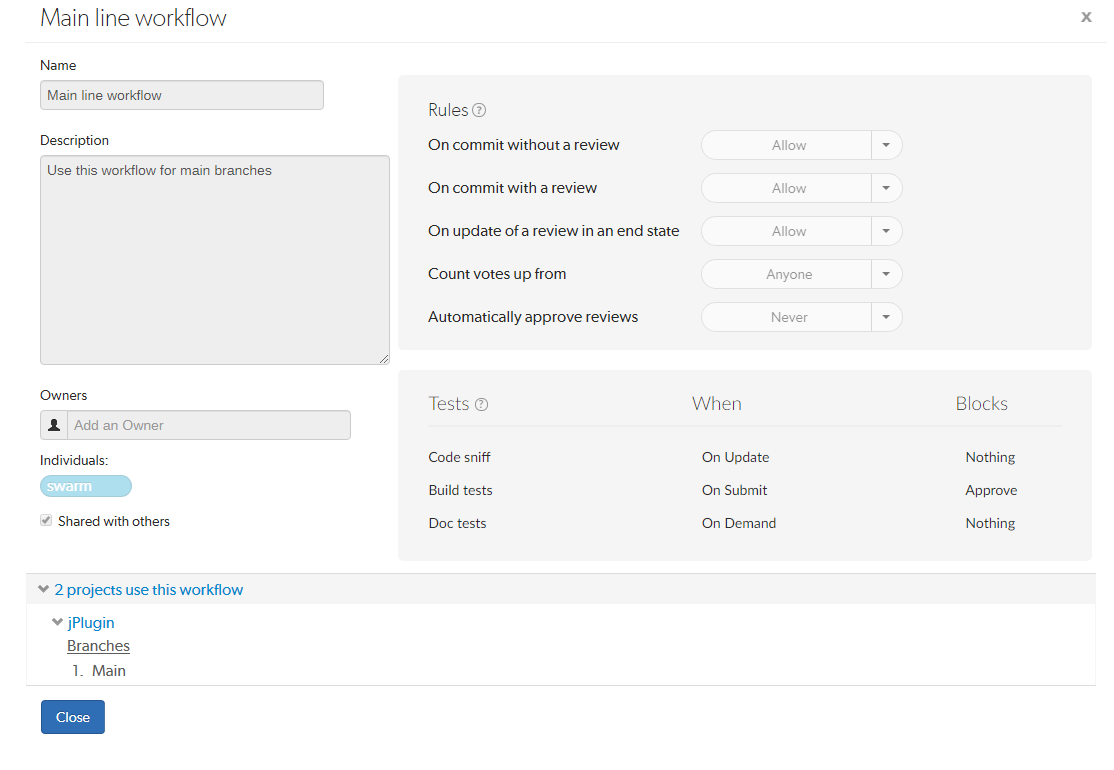 Main line workflow
x
Name
Main line workflow
Description
Use this workflow for main branches
Owners
Add an Owner
Individuals:
swarm
Shared with others
Rules ?
On commit without a review Allow
On commit with a review Allow
On update of a review in an end state Allow
Count votes up from Anyone
Automatically approve reviews Never
Tests ? When Blocks
Code sniff On Update Nothing
Build tests On Submit Approve
Doc tests On Demand Nothing
2 projects use this workflow
jPlugin
Branches
1. Main
Close